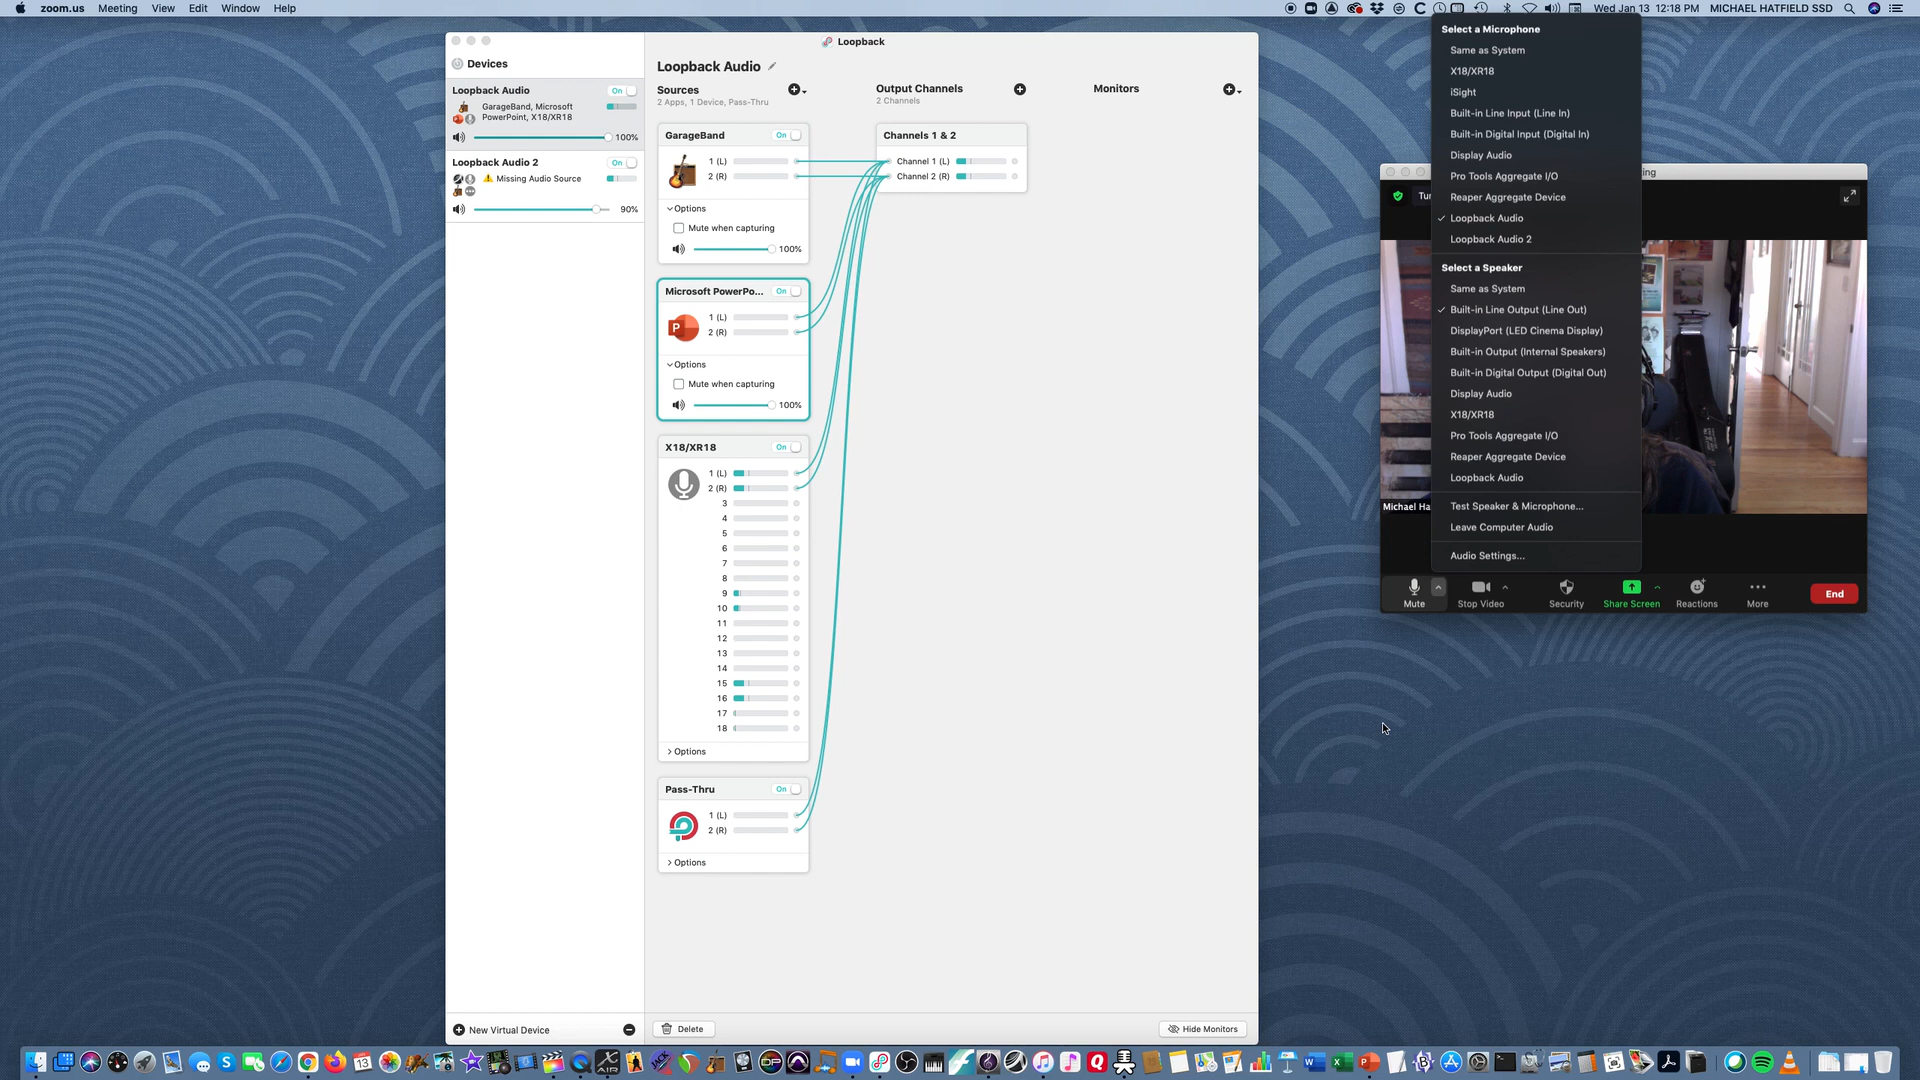 zoom.us Meeting View Edit Window Help
Wed Jan 13 12:18 PM MICHAEL HATFIELD SSD
Loopback
Devices
Loopback Audio
On
GarageBand, Microsoft
PowerPoint, X18/XR18
100%
Loopback Audio 2
On
Missing Audio Source
90%
New Virtual Device
Loopback Audio
Sources
2 Apps, 1 Device, Pass-Thru
Output Channels
2 Channels
Monitors
GarageBand
On
1 (L)
2 (R)
Options
Mute when capturing
100%
Microsoft PowerPo...
On
1 (L)
2 (R)
Options
Mute when capturing
100%
X18/XR18
On
1 (L)
2 (R)
3
4
5
6
7
8
9
10
11
12
13
14
15
16
17
18
Options
Pass-Thru
On
1 (L)
2 (R)
Options
Channels 1 & 2
Channel 1 (L)
Channel 2 (R)
Delete
Hide Monitors
Select a Microphone
Same as System
X18/XR18
iSight
Built-in Line Input (Line In)
Built-in Digital Input (Digital In)
Display Audio
Pro Tools Aggregate I/O
Reaper Aggregate Device
Loopback Audio
Loopback Audio 2
Select a Speaker
Same as System
Built-in Line Output (Line Out)
DisplayPort (LED Cinema Display)
Built-in Output (Internal Speakers)
Built-in Digital Output (Digital Out)
Display Audio
X18/XR18
Pro Tools Aggregate I/O
Reaper Aggregate Device
Loopback Audio
Test Speaker & Microphone...
Leave Computer Audio
Audio Settings...
Michael Ha
Mute
Stop Video
Security
Share Screen
Reactions
More
End